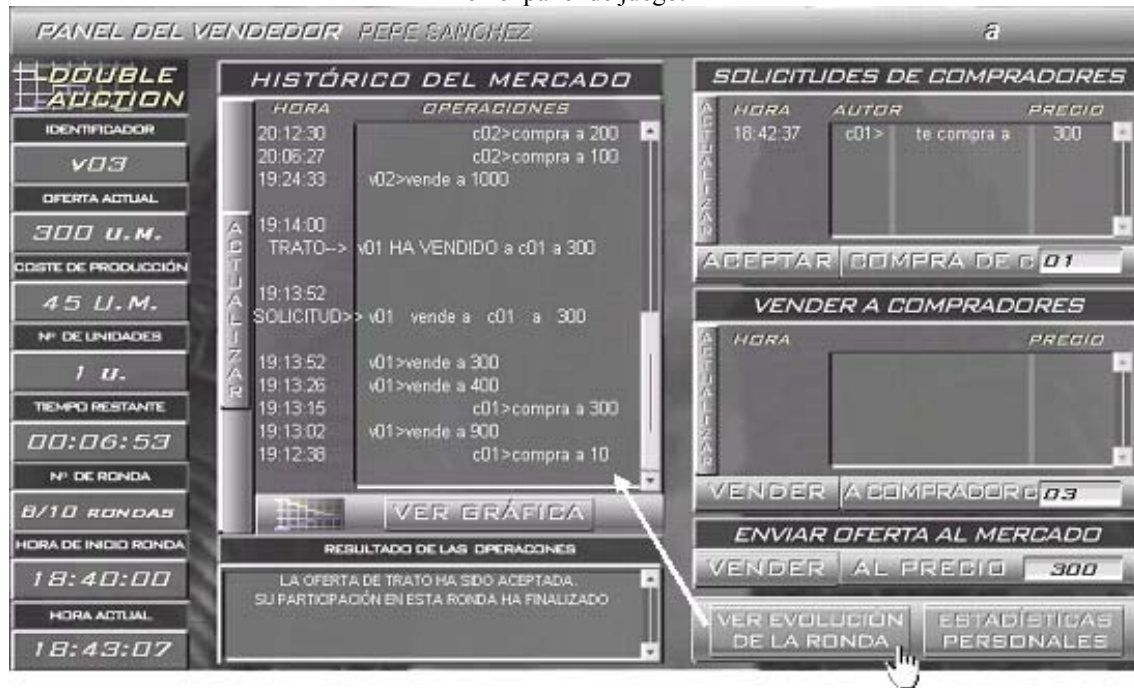 PANEL DEL VENDEDOR PEPE SANCHEZ
a
DOUBLE
AUCTION
IDENTIFICADOR
v03
OFERTA ACTUAL
300 U.M.
COSTE DE PRODUCCIÓN
45 U.M.
Nº DE UNIDADES
1 U.
TIEMPO RESTANTE
00:06:53
Nº DE RONDA
8/10 RONDAS
HORA DE INICIO RONDA
18:40:00
HORA ACTUAL
18:43:07
HISTÓRICO DEL MERCADO
HORA OPERACIONES
ACTUALIZAR
20:12:30 c02>compra a 200
20:06:27 c02>compra a 100
19:24:33 v02>vende a 1000
19:14:00
TRATO--> v01 HA VENDIDO a c01 a 300
19:13:52
SOLICITUD>> v01 vende a c01 a 300
19:13:52 v01>vende a 300
19:13:26 v01>vende a 400
19:13:15 c01>compra a 300
19:13:02 v01>vende a 900
19:12:38 c01>compra a 10
VER GRÁFICA
RESULTADO DE LAS OPERACONES
LA OFERTA DE TRATO HA SIDO ACEPTADA.
SU PARTICIPACIÓN EN ESTA RONDA HA FINALIZADO
SOLICITUDES DE COMPRADORES
HORA AUTOR PRECIO
ACTUALIZAR
18:42:37 c01> te compra a 300
ACEPTAR COMPRA DE C 01
VENDER A COMPRADORES
HORA PRECIO
ACTUALIZAR
VENDER A COMPRADOR C 03
ENVIAR OFERTA AL MERCADO
VENDER AL PRECIO 300
VER EVOLUCIÓN
DE LA RONDA
ESTADÍSTICAS
PERSONALES